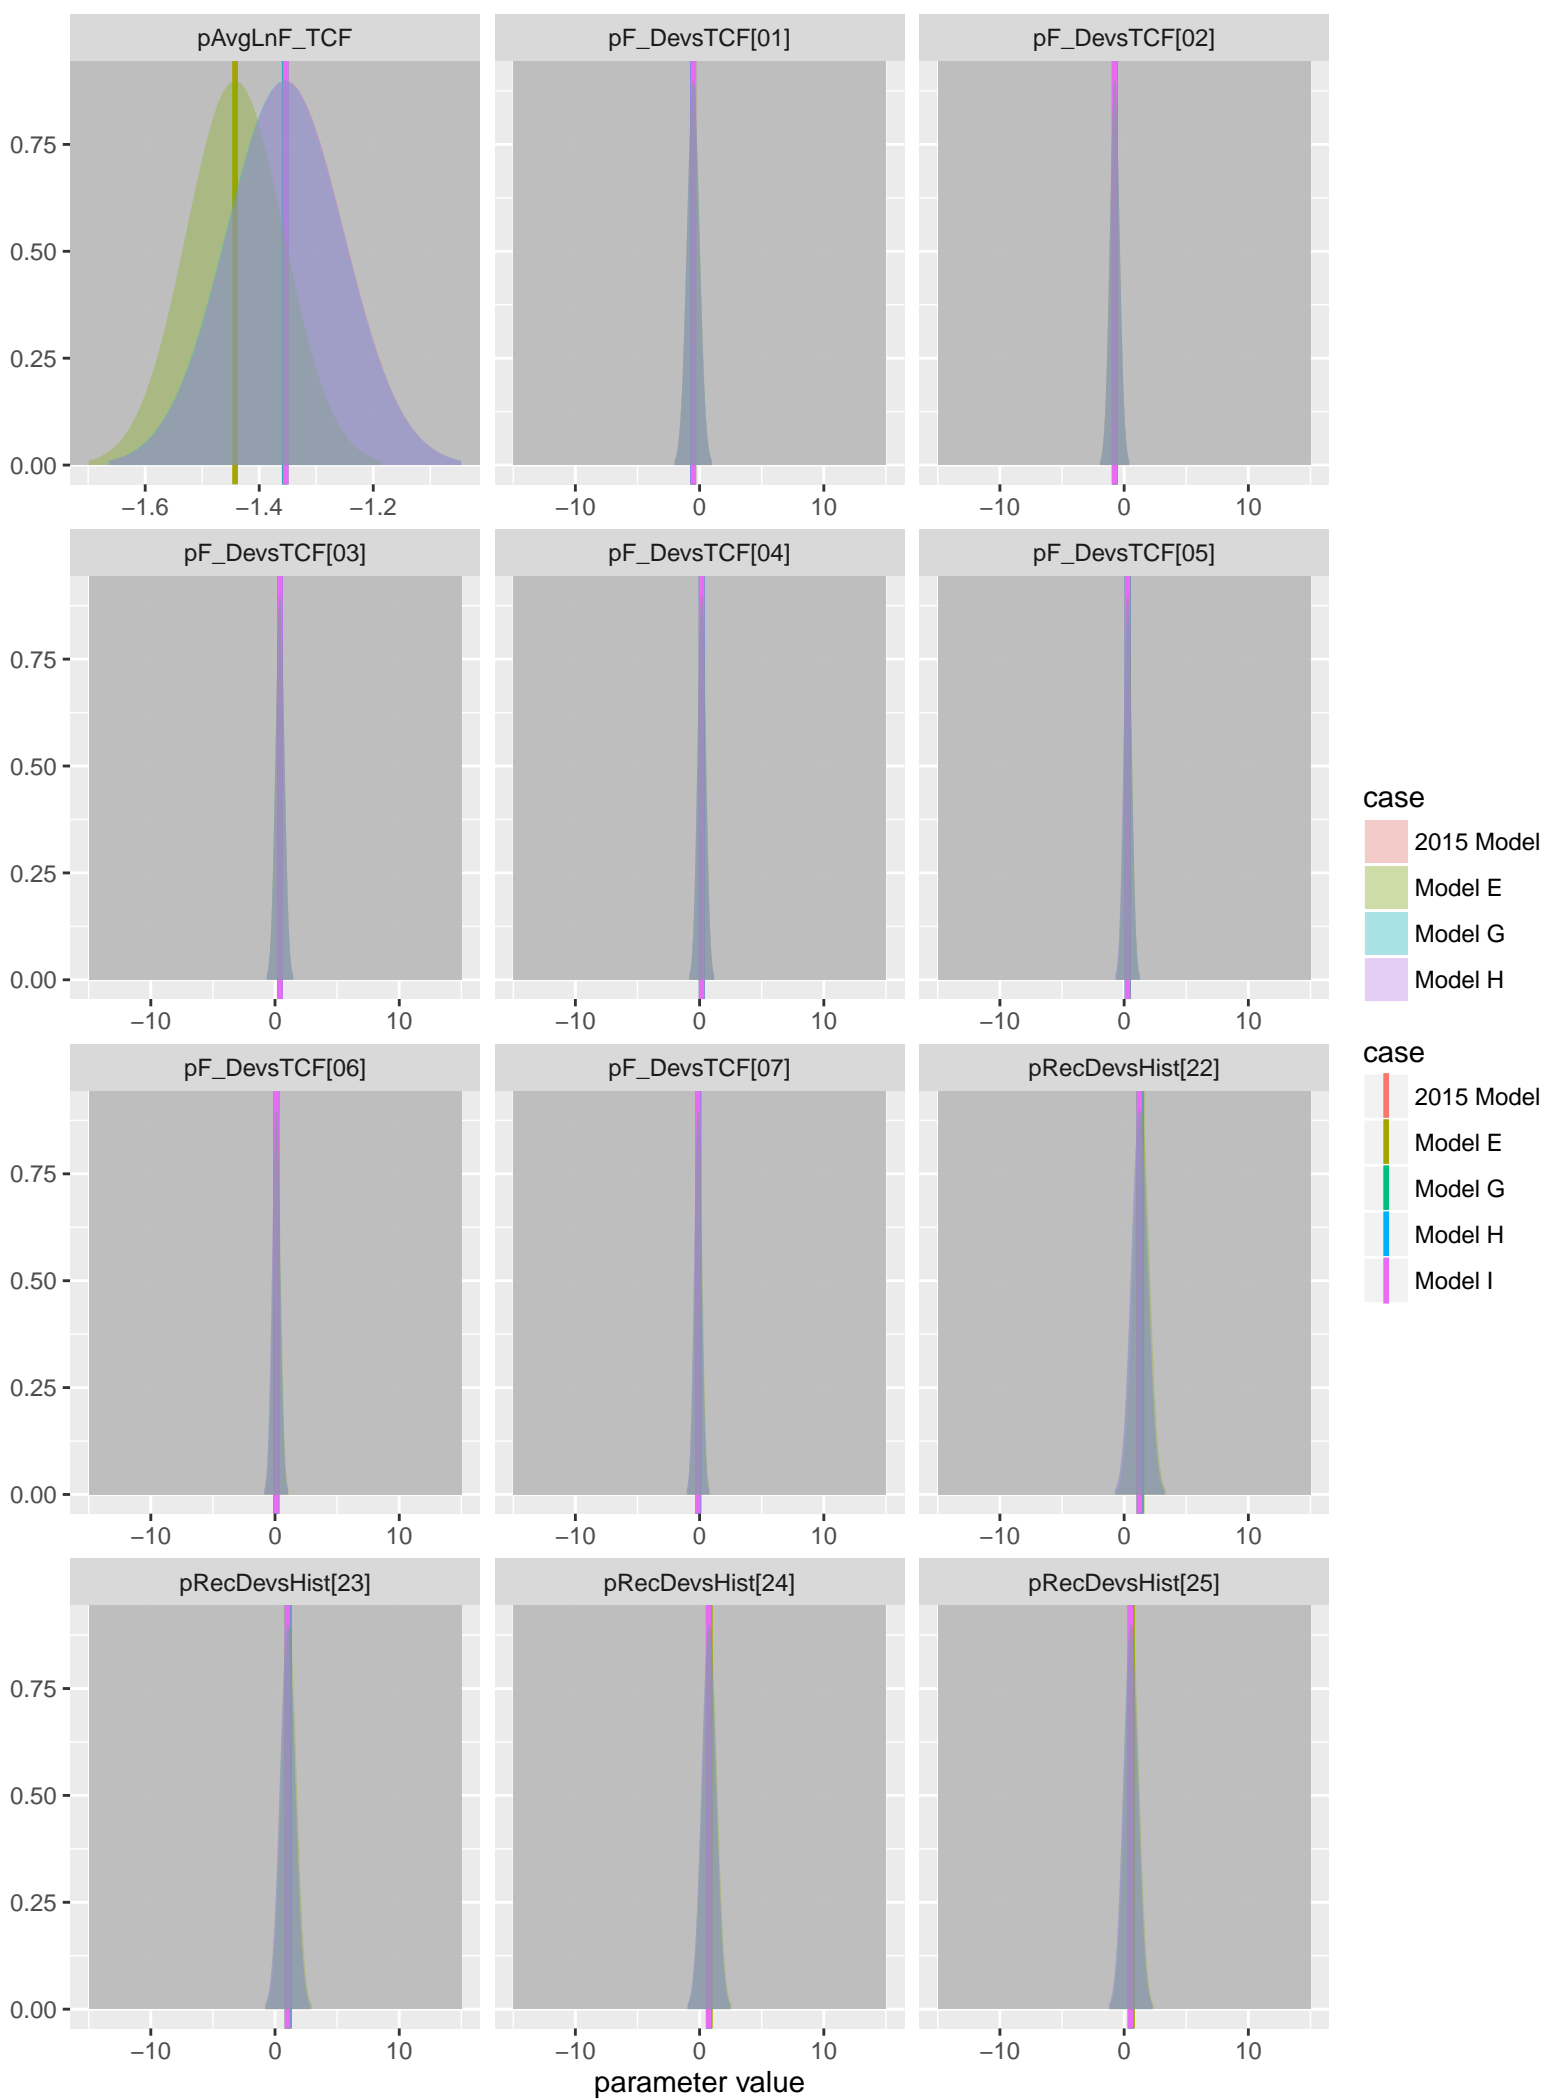 pAvgLnF_TCF pF_DevsTCF[01] pF_DevsTCF[02]
0.75
0.50
0.25
0.00
−1.6 −1.4 −1.2 −10 0 10 −10 0 10
pF_DevsTCF[03] pF_DevsTCF[04] pF_DevsTCF[05]
0.75
0.50
0.25
0.00
−10 0 10 −10 0 10 −10 0 10
pF_DevsTCF[06] pF_DevsTCF[07] pRecDevsHist[22]
0.75
0.50
0.25
0.00
−10 0 10 −10 0 10 −10 0 10
pRecDevsHist[23] pRecDevsHist[24] pRecDevsHist[25]
0.75
0.50
0.25
0.00
−10 0 10 −10 0 10 −10 0 10
parameter value
case
2015 Model
Model E
Model G
Model H
case
2015 Model
Model E
Model G
Model H
Model I